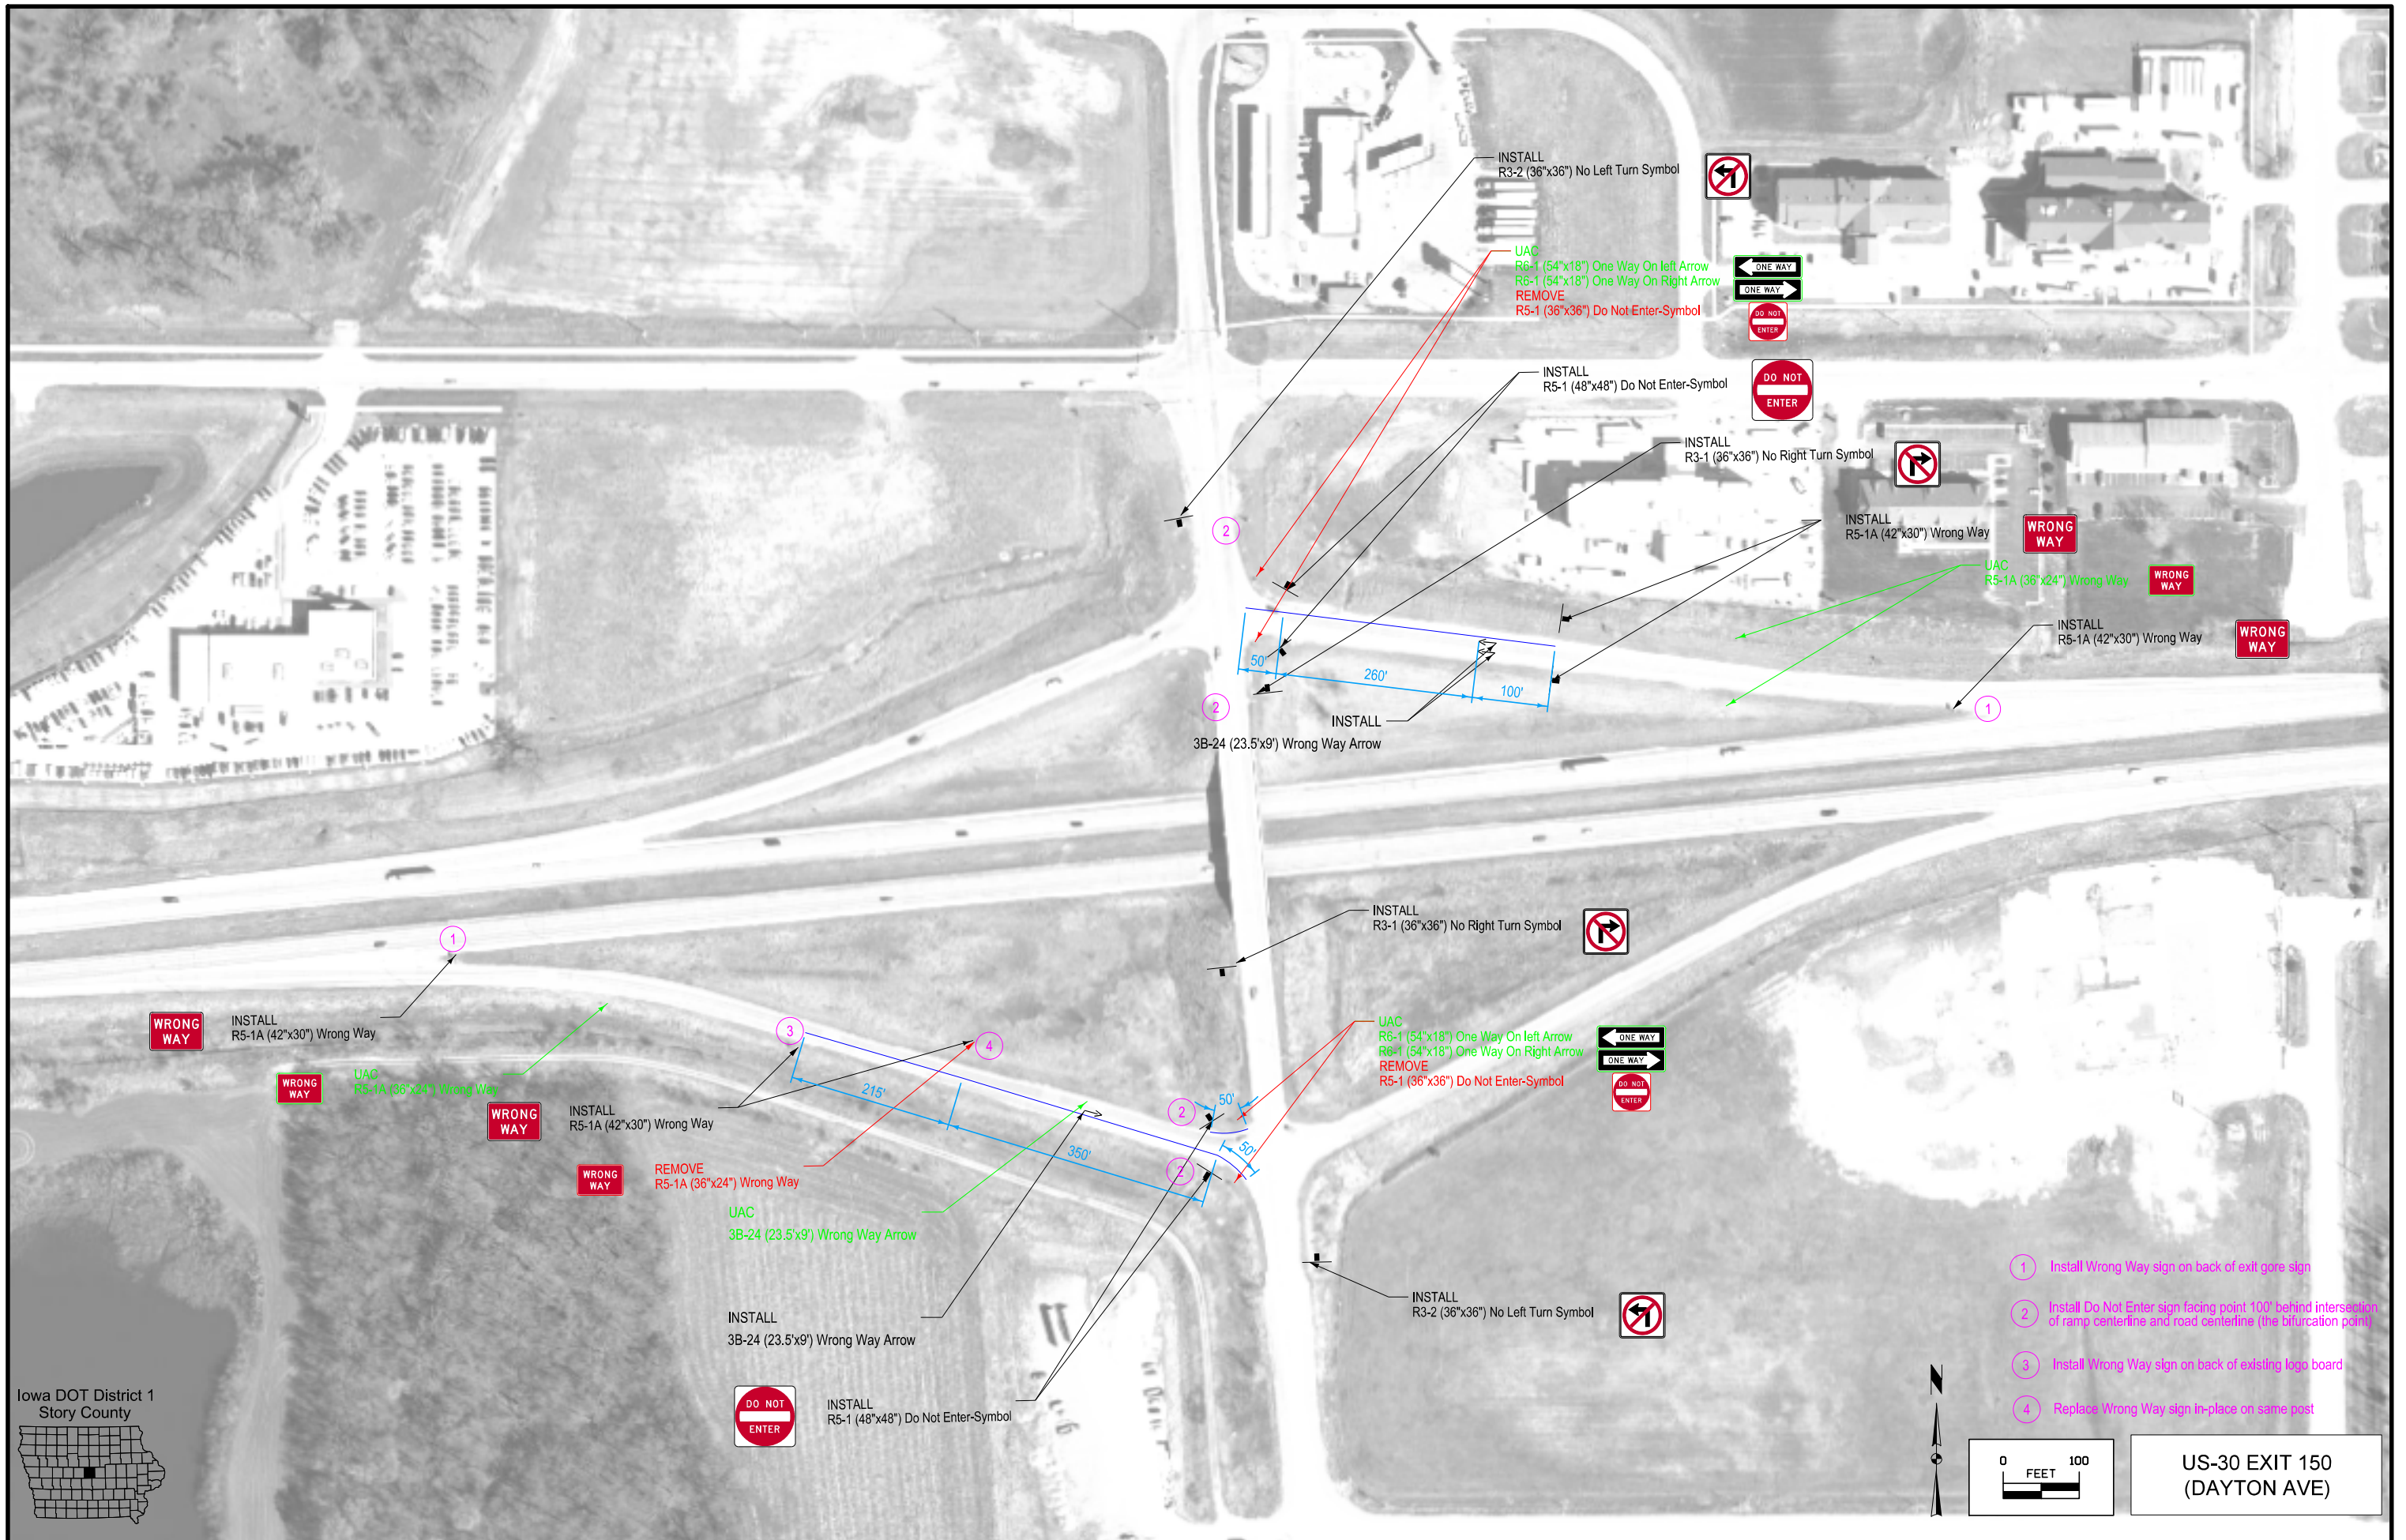 INSTALL
R3-2 (36"x36") No Left Turn Symbol
UAC
R6-1 (54"x18") One Way On left Arrow
R6-1 (54"x18") One Way On Right Arrow
REMOVE
R5-1 (36"x36") Do Not Enter-Symbol
ONE WAY
ONE WAY
DO NOT
ENTER
INSTALL
R5-1 (48"x48") Do Not Enter-Symbol
DO NOT
ENTER
INSTALL
R3-1 (36"x36") No Right Turn Symbol
INSTALL
R5-1A (42"x30") Wrong Way
WRONG
WAY
UAC
R5-1A (36"x24") Wrong Way
WRONG
WAY
INSTALL
R5-1A (42"x30") Wrong Way
WRONG
WAY
2
50'
260'
100'
2
1
INSTALL
3B-24 (23.5'x9') Wrong Way Arrow
INSTALL
R3-1 (36"x36") No Right Turn Symbol
1
WRONG
WAY
INSTALL
R5-1A (42"x30") Wrong Way
3
4
WRONG
WAY
UAC
R5-1A (36"x24") Wrong Way
WRONG
WAY
INSTALL
R5-1A (42"x30") Wrong Way
215'
350'
2
50'
50'
2
UAC
R6-1 (54"x18") One Way On left Arrow
R6-1 (54"x18") One Way On Right Arrow
REMOVE
R5-1 (36"x36") Do Not Enter-Symbol
ONE WAY
ONE WAY
DO NOT
ENTER
WRONG
WAY
REMOVE
R5-1A (36"x24") Wrong Way
UAC
3B-24 (23.5'x9') Wrong Way Arrow
INSTALL
3B-24 (23.5'x9') Wrong Way Arrow
INSTALL
R3-2 (36"x36") No Left Turn Symbol
DO NOT
ENTER
INSTALL
R5-1 (48"x48") Do Not Enter-Symbol
1 Install Wrong Way sign on back of exit gore sign
2 Install Do Not Enter sign facing point 100' behind intersection
of ramp centerline and road centerline (the bifurcation point)
3 Install Wrong Way sign on back of existing logo board
4 Replace Wrong Way sign in-place on same post
Iowa DOT District 1
Story County
N
0 100
FEET
US-30 EXIT 150
(DAYTON AVE)